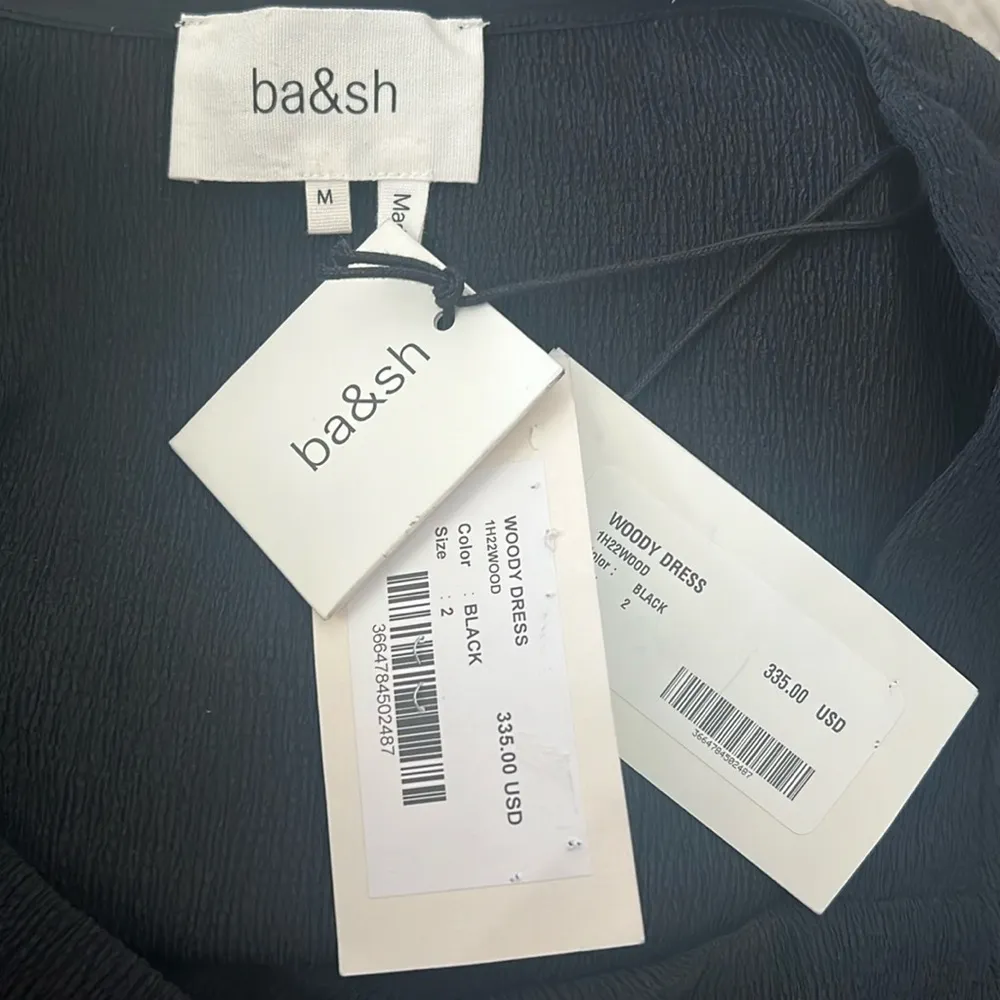 ba&sh
M
Ma
ba&sh
WOODY DRESS
1H22WOOD
Color : BLACK
Size : 2
335.00 USD
3664784502487
WOODY DRESS
1H22WOOD
olor : BLACK
2
335.00 USD
3664784502487